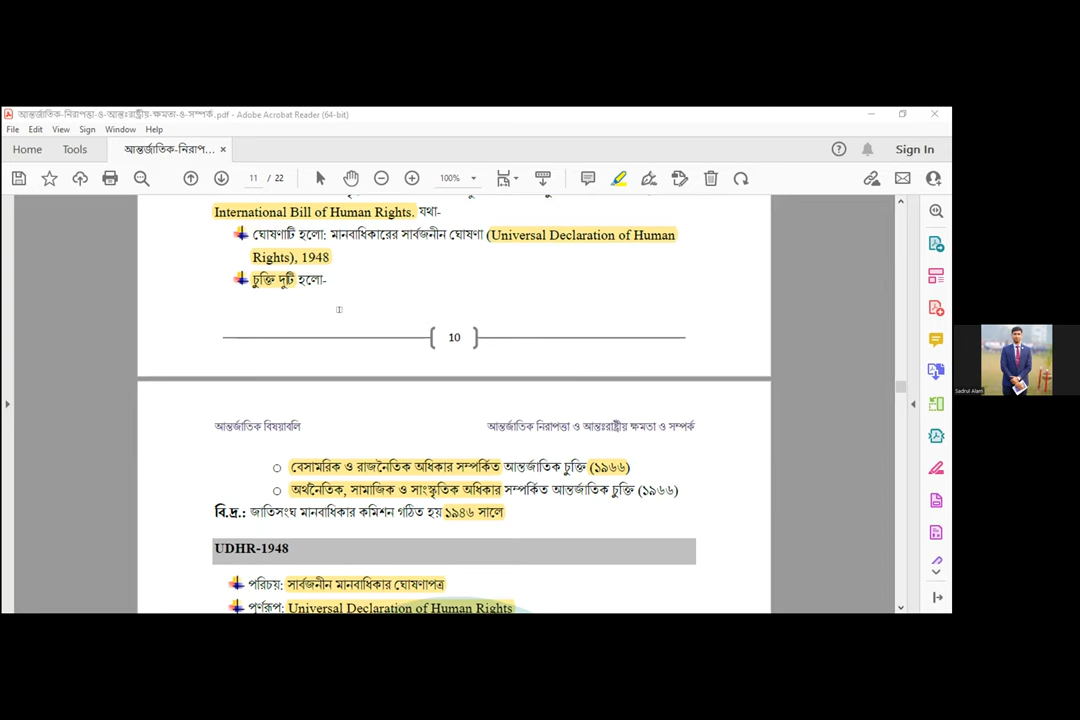 আন্তর্জাতিক-নিরাপত্তা-ও-আন্তঃরাষ্ট্রীয়-ক্ষমতা-ও-সম্পর্ক.pdf - Adobe Acrobat Reader (64-bit)
File Edit View Sign Window Help
Home Tools আন্তর্জাতিক-নিরাপ... × Sign In
11 / 22 100%
International Bill of Human Rights. যথা-
ঘোষণাটি হলো: মানবাধিকারের সার্বজনীন ঘোষণা (Universal Declaration of Human
Rights), 1948
চুক্তি দুটি হলো-
10
আন্তর্জাতিক বিষয়াবলি আন্তর্জাতিক নিরাপত্তা ও আন্তঃরাষ্ট্রীয় ক্ষমতা ও সম্পর্ক
বেসামরিক ও রাজনৈতিক অধিকার সম্পর্কিত আন্তর্জাতিক চুক্তি (১৯৬৬)
অর্থনৈতিক, সামাজিক ও সাংস্কৃতিক অধিকার সম্পর্কিত আন্তর্জাতিক চুক্তি (১৯৬৬)
বি.দ্র.: জাতিসংঘ মানবাধিকার কমিশন গঠিত হয় ১৯৪৬ সালে
UDHR-1948
পরিচয়: সার্বজনীন মানবাধিকার ঘোষণাপত্র
পূর্ণরূপ: Universal Declaration of Human Rights
Sadrul Alam